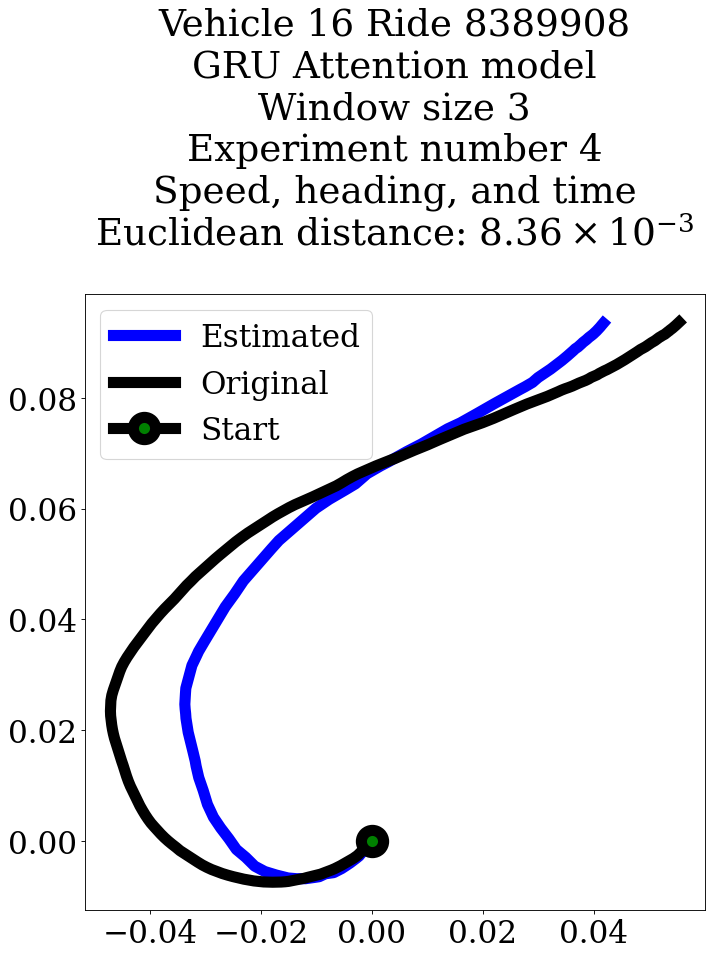 Vehicle 16 Ride 8389908
GRU Attention model
Window size 3
Experiment number 4
Speed, heading, and time
Euclidean distance: 8.36 × 10⁻³
Estimated
Original
Start
0.08
0.06
0.04
0.02
0.00
−0.04 −0.02 0.00 0.02 0.04